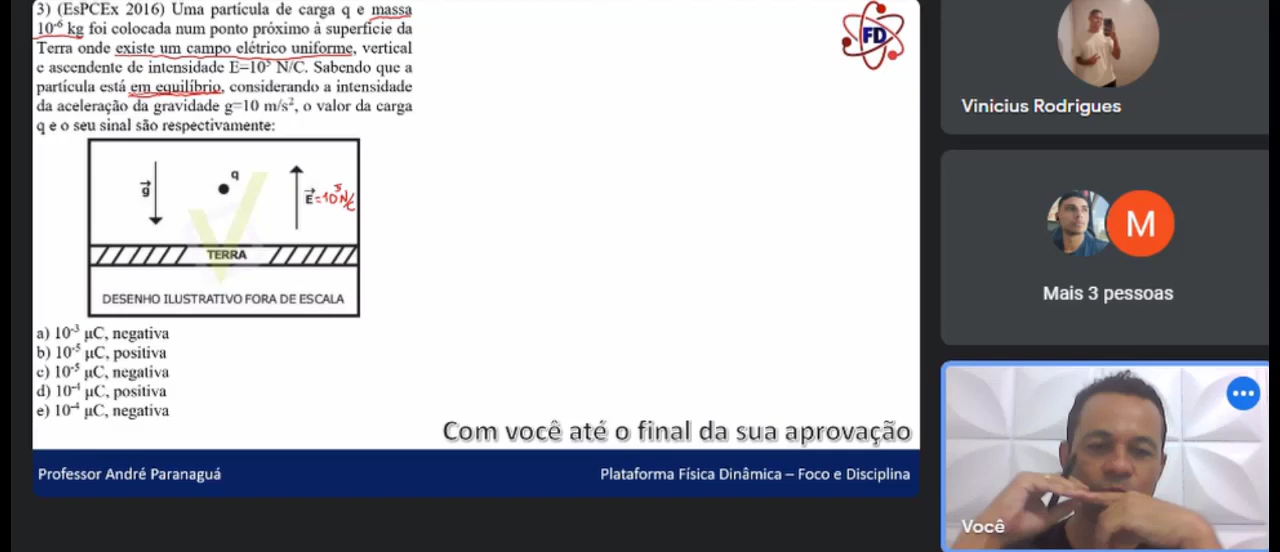 3) (EsPCEx 2016) Uma partícula de carga q e massa
10⁻⁶ kg foi colocada num ponto próximo à superfície da
Terra onde existe um campo elétrico uniforme, vertical
e ascendente de intensidade E=10⁵ N/C. Sabendo que a
partícula está em equilíbrio, considerando a intensidade
da aceleração da gravidade g=10 m/s², o valor da carga
q e o seu sinal são respectivamente:
g
q
E=10⁵N/C
TERRA
DESENHO ILUSTRATIVO FORA DE ESCALA
a) 10⁻³ μC, negativa
b) 10⁻⁵ μC, positiva
c) 10⁻⁵ μC, negativa
d) 10⁻⁴ μC, positiva
e) 10⁻⁴ μC, negativa
FD
Com você até o final da sua aprovação
Professor André Paranaguá
Plataforma Física Dinâmica – Foco e Disciplina
Vinicius Rodrigues
M
Mais 3 pessoas
Você